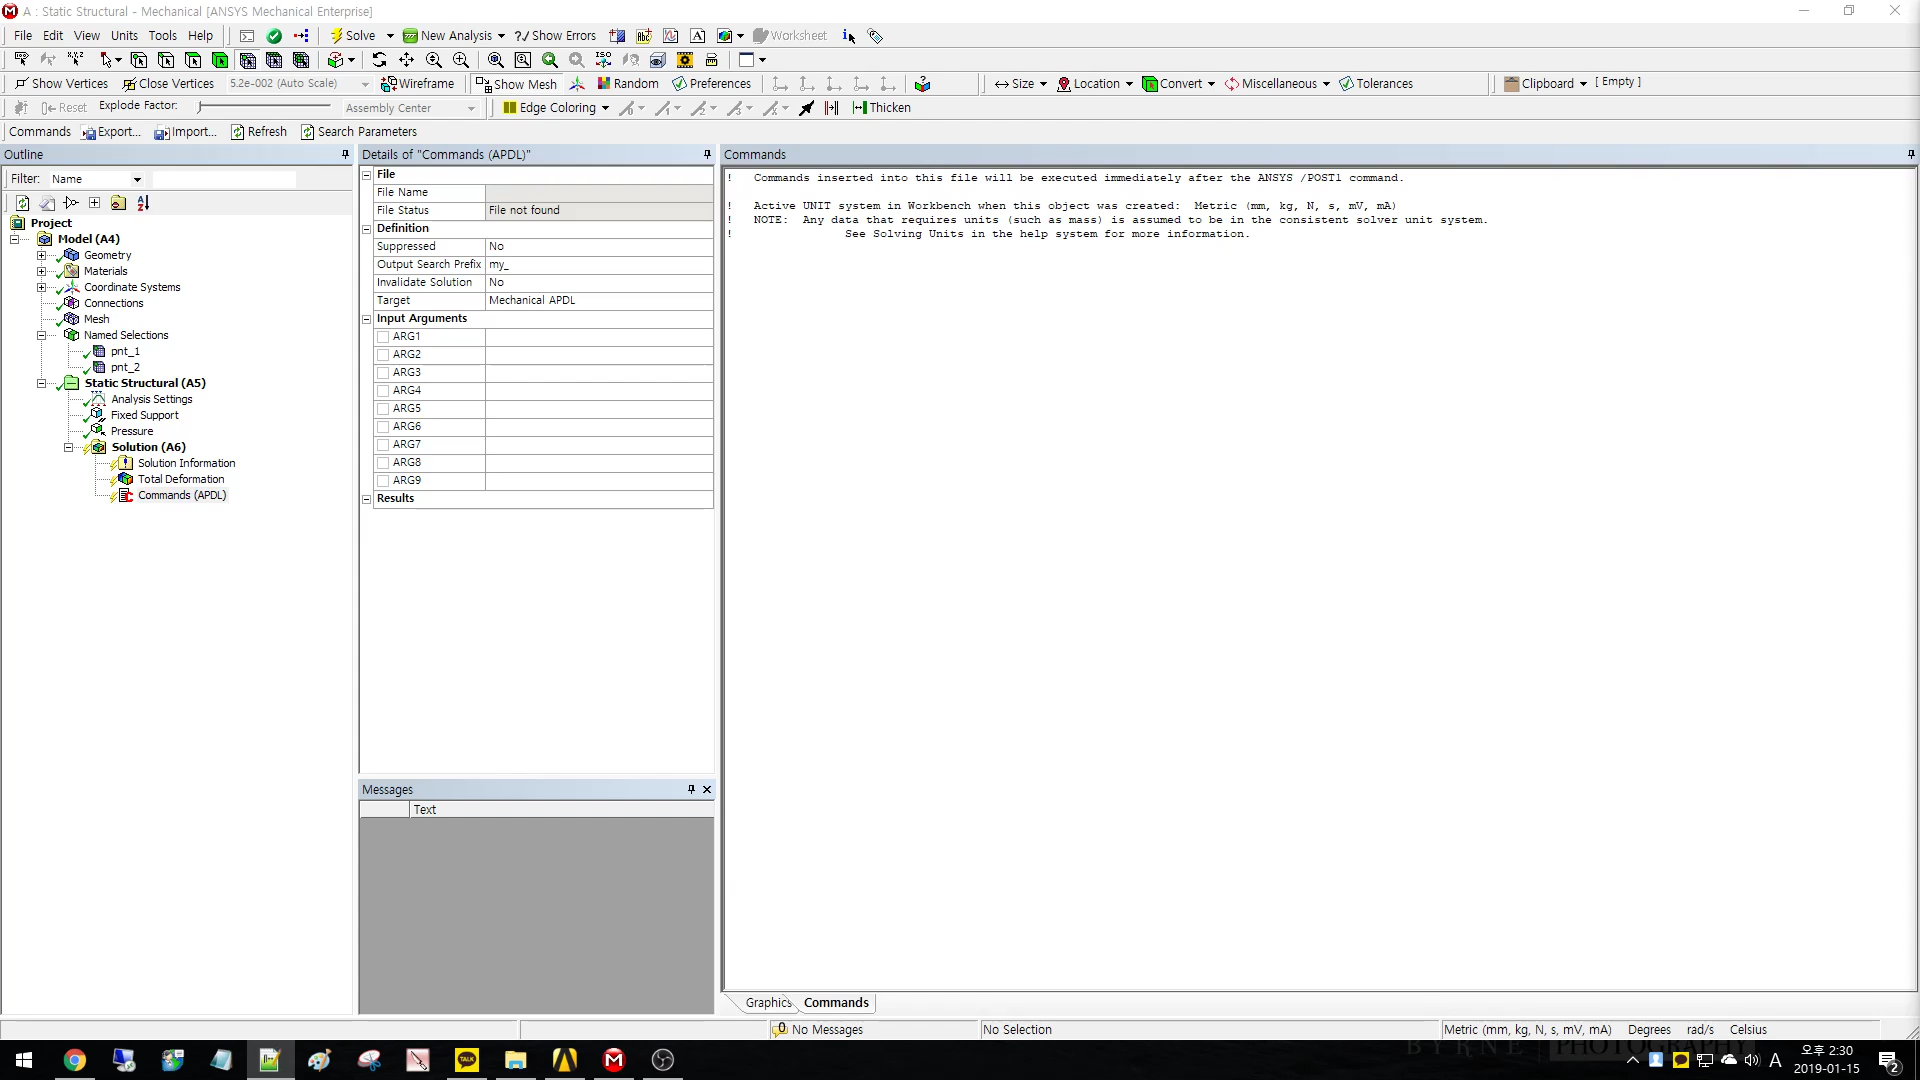 A : Static Structural - Mechanical [ANSYS Mechanical Enterprise]
File Edit View Units Tools Help Solve New Analysis ?/ Show Errors Worksheet
Show Vertices Close Vertices 5.2e-002 (Auto Scale) Wireframe Show Mesh Random Preferences Size Location Convert Miscellaneous Tolerances Clipboard [ Empty ]
Reset Explode Factor: Assembly Center Edge Coloring Thicken
Commands Export... Import... Refresh Search Parameters
Outline
Filter: Name
Project
Model (A4)
Geometry
Materials
Coordinate Systems
Connections
Mesh
Named Selections
pnt_1
pnt_2
Static Structural (A5)
Analysis Settings
Fixed Support
Pressure
Solution (A6)
Solution Information
Total Deformation
Commands (APDL)
Details of "Commands (APDL)"
File
File Name
File Status File not found
Definition
Suppressed No
Output Search Prefix my_
Invalidate Solution No
Target Mechanical APDL
Input Arguments
ARG1
ARG2
ARG3
ARG4
ARG5
ARG6
ARG7
ARG8
ARG9
Results
Messages
Text
Commands
! Commands inserted into this file will be executed immediately after the ANSYS /POST1 command.
! Active UNIT system in Workbench when this object was created: Metric (mm, kg, N, s, mV, mA)
! NOTE: Any data that requires units (such as mass) is assumed to be in the consistent solver unit system.
! See Solving Units in the help system for more information.
Graphics Commands
No Messages No Selection Metric (mm, kg, N, s, mV, mA) Degrees rad/s Celsius
BYRNE PHOTOGRAPHY
TALK
A 오후 2:30
2019-01-15
2